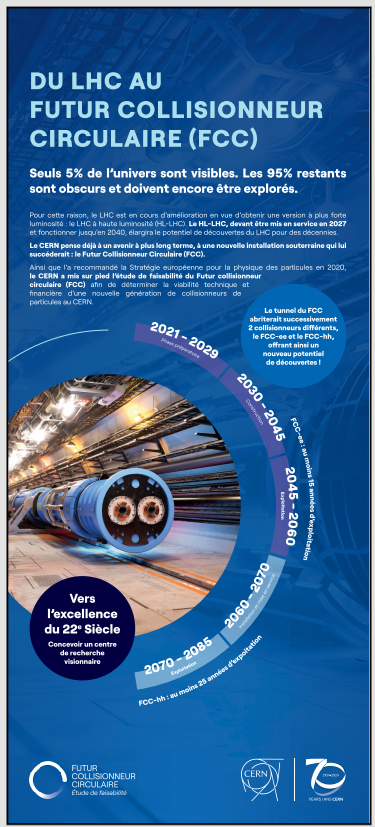 DU LHC AU
FUTUR COLLISIONNEUR
CIRCULAIRE (FCC)
Seuls 5% de l'univers sont visibles. Les 95% restants
sont obscurs et doivent encore être explorés.
Pour cette raison, le LHC est en cours d'amélioration en vue d'obtenir une version à plus forte
luminosité : le LHC à haute luminosité (HL-LHC) Le HL-LHC, devant être mis en service en 2027
et fonctionner jusqu'en 2040, élargira le potentiel de découvertes du LHC pour des décennies.
Le CERN pense déjà à un avenir à plus long terme, à une nouvelle installation souterraine qui lui
succéderait : le Futur Collisionneur Circulaire (FCC).
Ainsi que l'a recommandé la Stratégie européenne pour la physique des particules en 2020,
le CERN a mis sur pied l'étude de faisabilité du Futur collisionneur
circulaire (FCC) afin de déterminer la viabilité technique et
financière d'une nouvelle génération de collisionneurs de
particules au CERN.
Le tunnel du FCC
abriterait successivement
2 collisionneurs différents,
le FCC-ee et le FCC-hh,
offrant ainsi un
nouveau potentiel
de découvertes !
2021 - 2029
Phase préparatoire
2030 - 2045
Construction
2045 - 2060
Exploitation
FCC-ee : au moins 15 années d'exploitation
2060 - 2070
2070 - 2085
Exploitation
FCC-hh : au moins 25 années d'expoitation
Vers
l'excellence
du 22e Siècle
Concevoir un centre
de recherche
visionnaire
FUTUR
COLLISIONNEUR
CIRCULAIRE
Étude de faisabilité
CERN
70
1954•2024
YEARS/ANS CERN